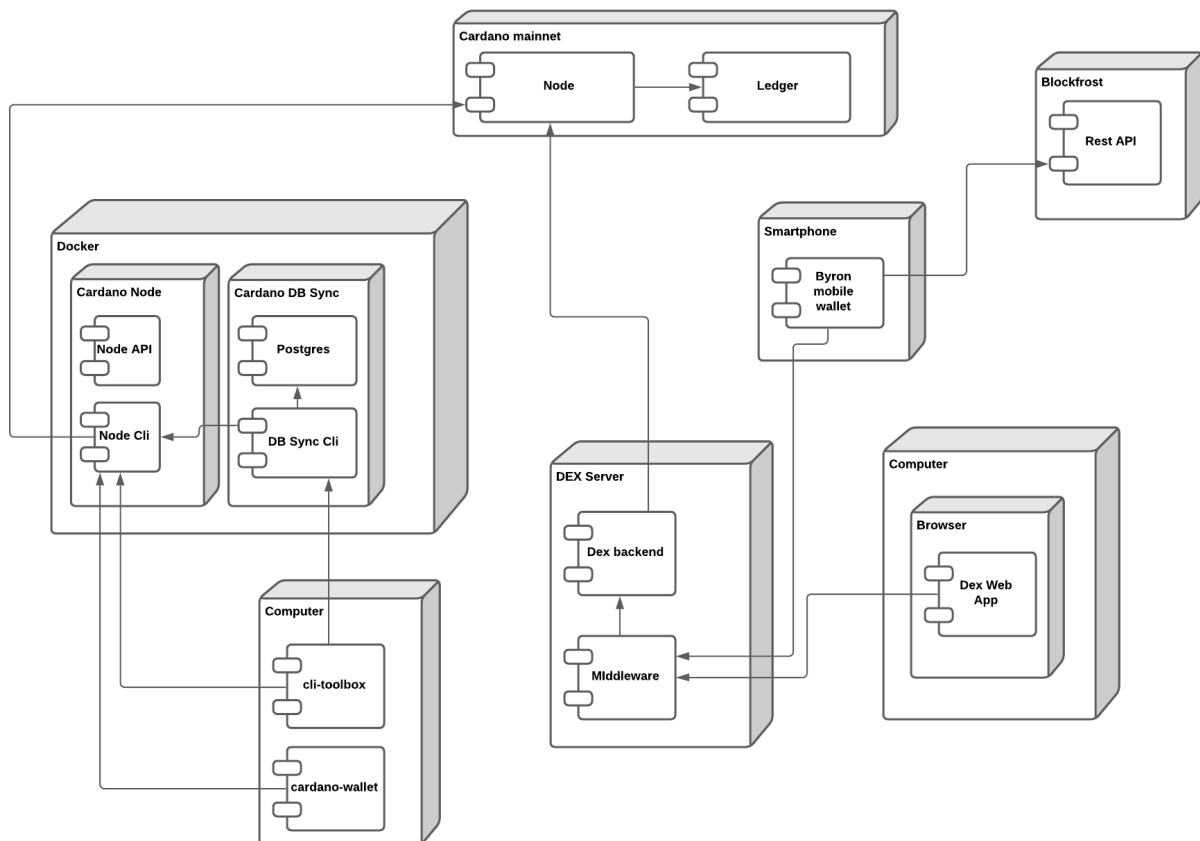 Cardano mainnet
Node
Ledger
Blockfrost
Rest API
Docker
Cardano Node
Node API
Node Cli
Cardano DB Sync
Postgres
DB Sync Cli
Smartphone
Byron
mobile
wallet
DEX Server
Dex backend
MIddleware
Computer
Browser
Dex Web
App
Computer
cli-toolbox
cardano-wallet